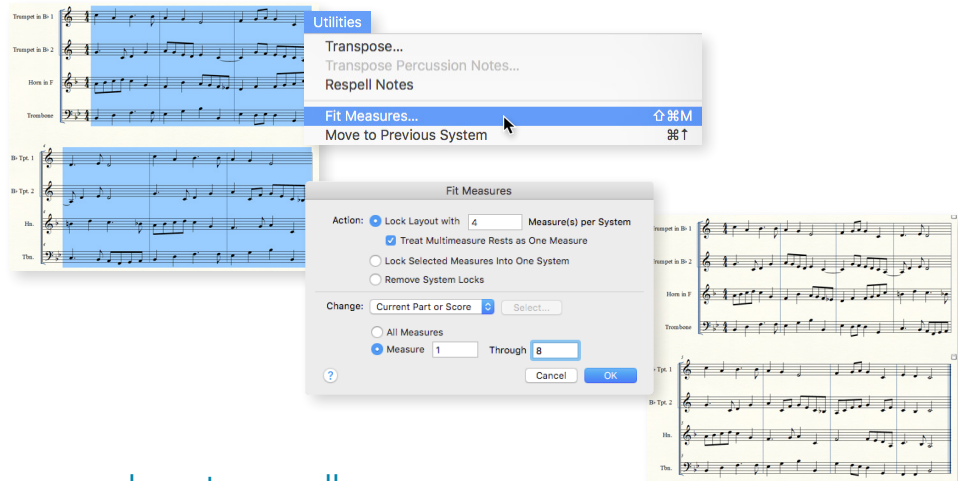 Utilities
Transpose...
Transpose Percussion Notes...
Respell Notes
Fit Measures... ⇧⌘M
Move to Previous System ⌘↑
Trumpet in B♭ 1
Trumpet in B♭ 2
Horn in F
Trombone
B♭ Tpt. 1
B♭ Tpt. 2
Hn.
Tbn.
Fit Measures
Action: Lock Layout with 4 Measure(s) per System
Treat Multimeasure Rests as One Measure
Lock Selected Measures Into One System
Remove System Locks
Change: Current Part or Score Select...
All Measures
Measure 1 Through 8
? Cancel OK
Trumpet in B♭ 1
Trumpet in B♭ 2
Horn in F
Trombone
Tpt. 1
B♭ Tpt. 2
Hn.
Tbn.